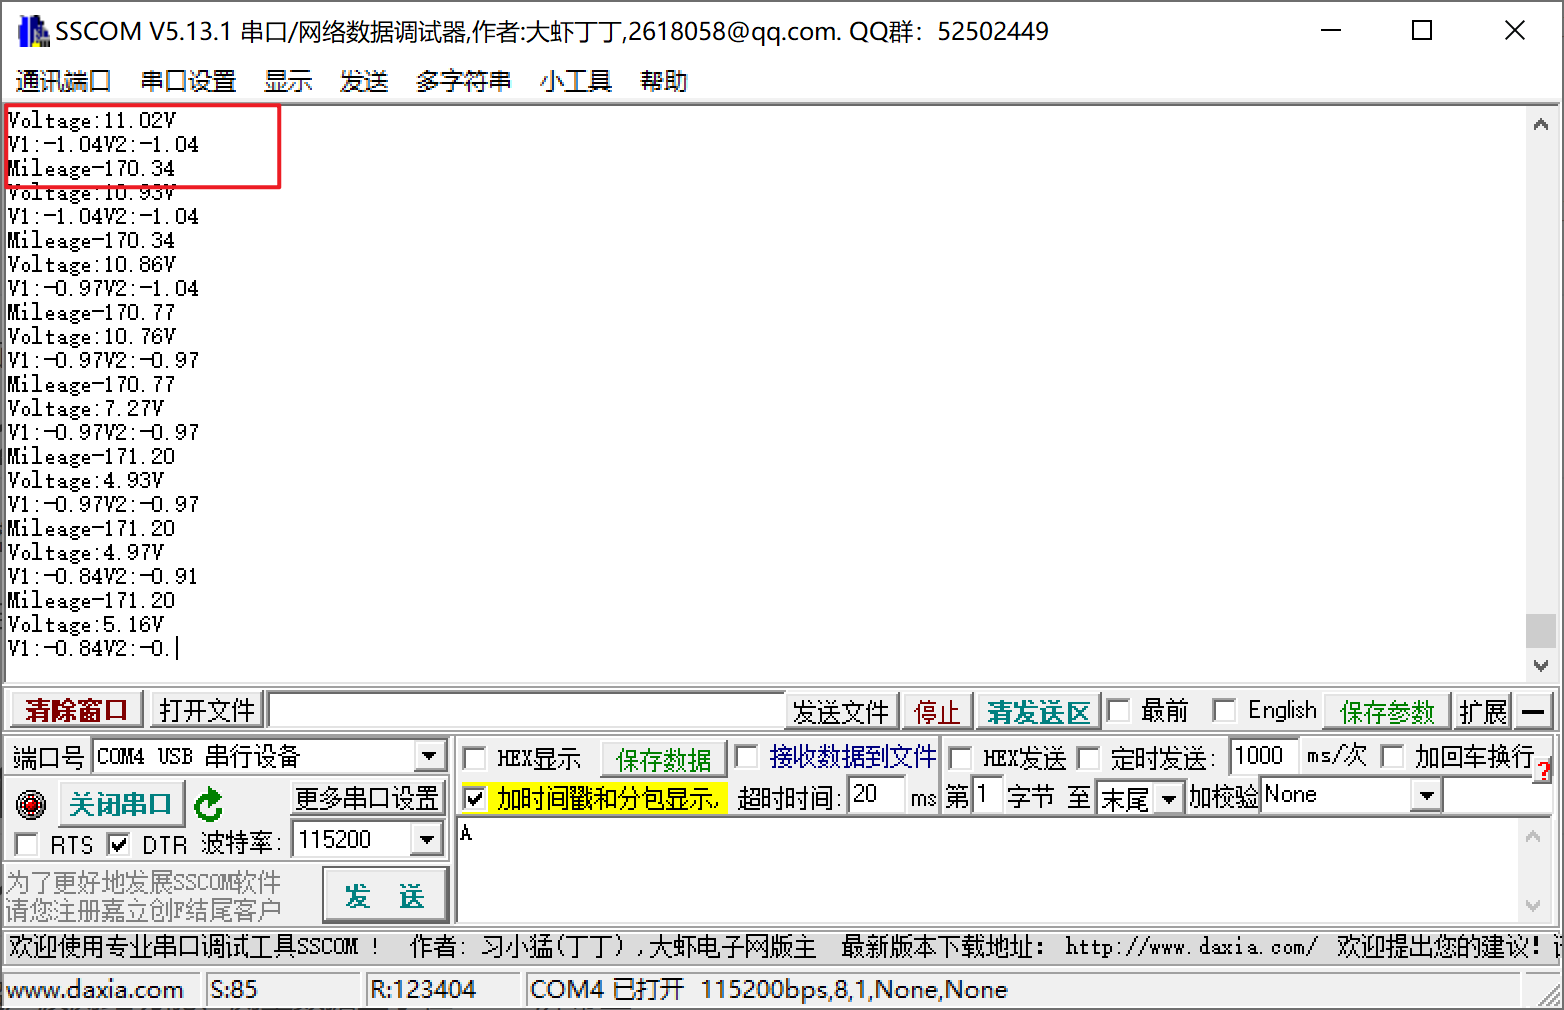 SSCOM V5.13.1 串口/网络数据调试器,作者:大虾丁丁,2618058@qq.com. QQ群: 52502449
通讯端口 串口设置 显示 发送 多字符串 小工具 帮助
Voltage:11.02V
V1:-1.04V2:-1.04
Mileage-170.34
Voltage:10.93V
V1:-1.04V2:-1.04
Mileage-170.34
Voltage:10.86V
V1:-0.97V2:-1.04
Mileage-170.77
Voltage:10.76V
V1:-0.97V2:-0.97
Mileage-170.77
Voltage:7.27V
V1:-0.97V2:-0.97
Mileage-171.20
Voltage:4.93V
V1:-0.97V2:-0.97
Mileage-171.20
Voltage:4.97V
V1:-0.84V2:-0.91
Mileage-171.20
Voltage:5.16V
V1:-0.84V2:-0.
清除窗口 打开文件 发送文件 停止 清发送区 最前 English 保存参数 扩展 —
端口号 COM4 USB 串行设备 HEX显示 保存数据 接收数据到文件 HEX发送 定时发送: 1000 ms/次 加回车换行 ?
关闭串口 更多串口设置 加时间戳和分包显示, 超时时间: 20 ms 第1 字节 至 末尾 加校验 None
RTS DTR 波特率: 115200 A
为了更好地发展SSCOM软件
请您注册嘉立创F结尾客户
发 送
欢迎使用专业串口调试工具SSCOM ! 作者: 习小猛(丁丁),大虾电子网版主 最新版本下载地址: http://www.daxia.com/ 欢迎提出您的建议!
www.daxia.com S:85 R:123404 COM4 已打开 115200bps,8,1,None,None